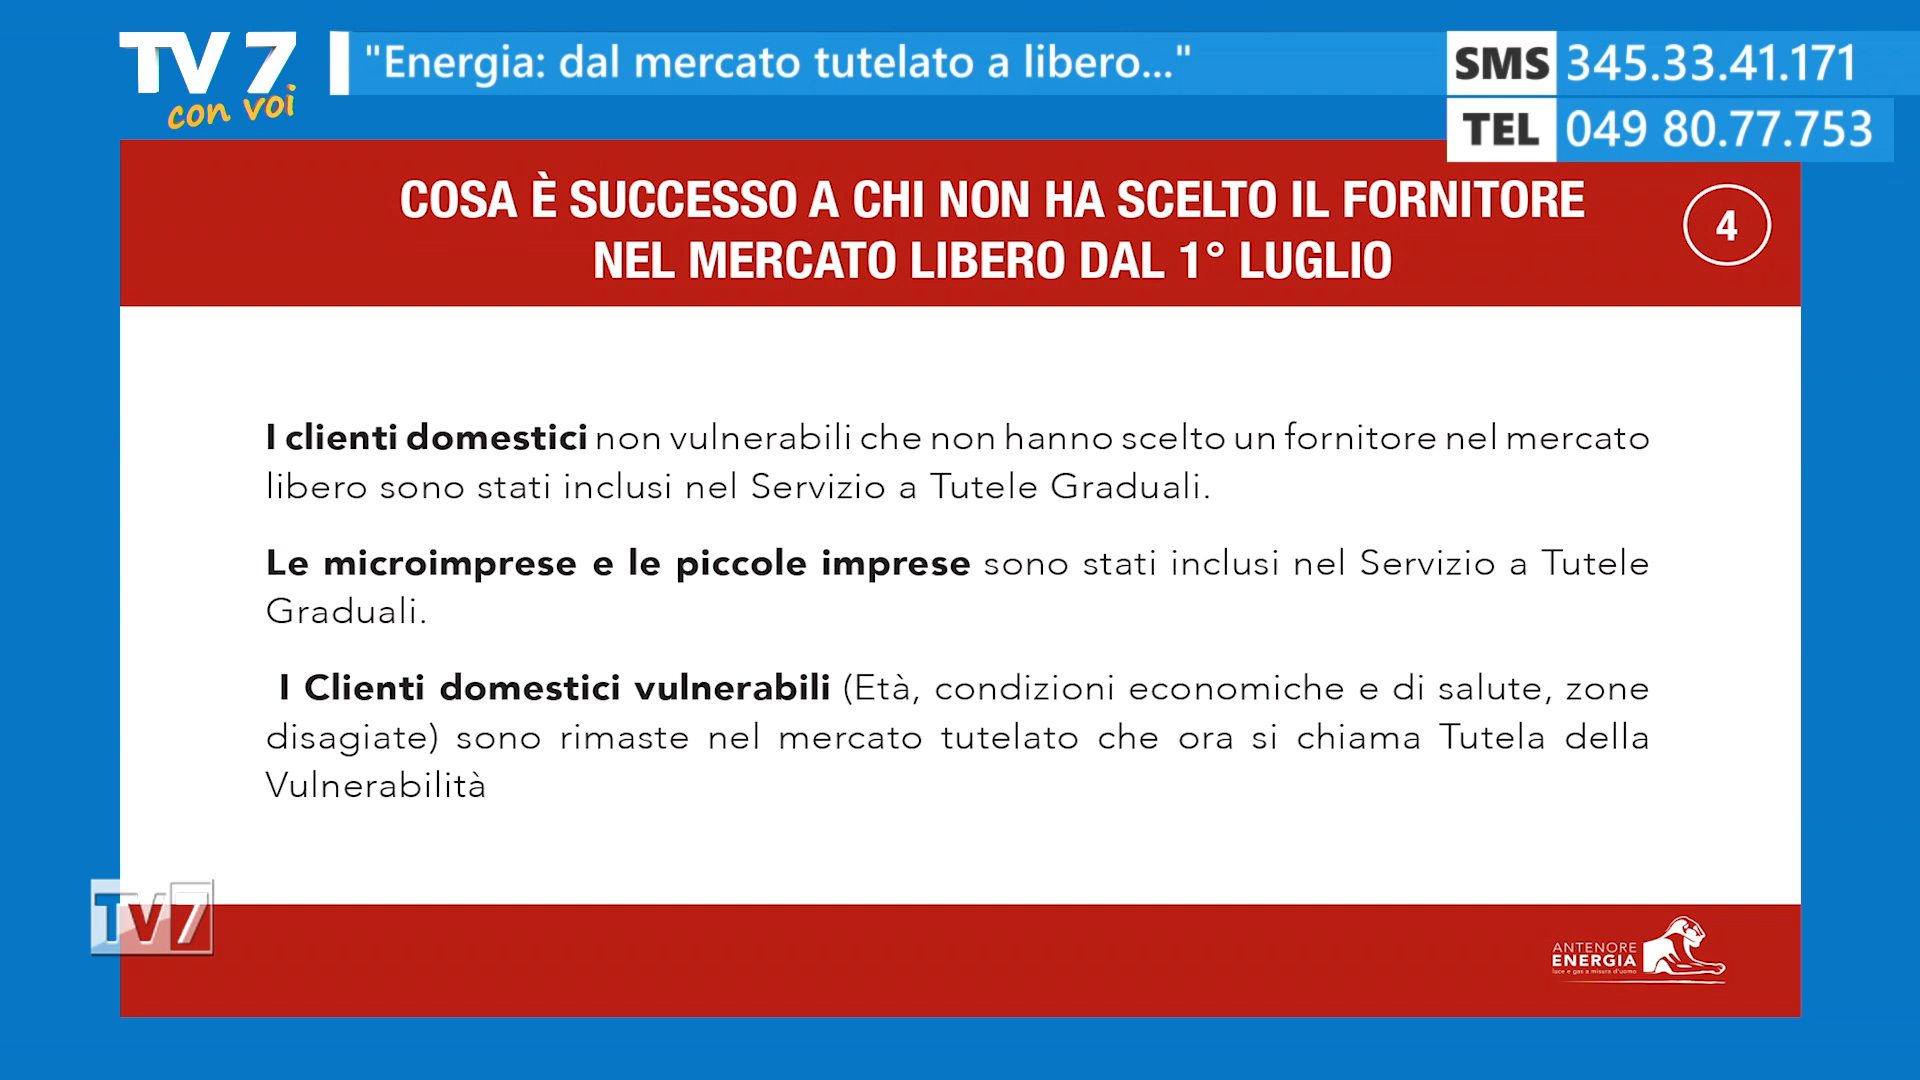 TV 7
con voi
"Energia: dal mercato tutelato a libero..."
SMS 345.33.41.171
TEL 049 80.77.753
COSA È SUCCESSO A CHI NON HA SCELTO IL FORNITORE
NEL MERCATO LIBERO DAL 1° LUGLIO
4
I clienti domestici non vulnerabili che non hanno scelto un fornitore nel mercato
libero sono stati inclusi nel Servizio a Tutele Graduali.
Le microimprese e le piccole imprese sono stati inclusi nel Servizio a Tutele
Graduali.
I Clienti domestici vulnerabili (Età, condizioni economiche e di salute, zone
disagiate) sono rimaste nel mercato tutelato che ora si chiama Tutela della
Vulnerabilità
TV7
ANTENORE
ENERGIA
luce e gas a misura d'uomo